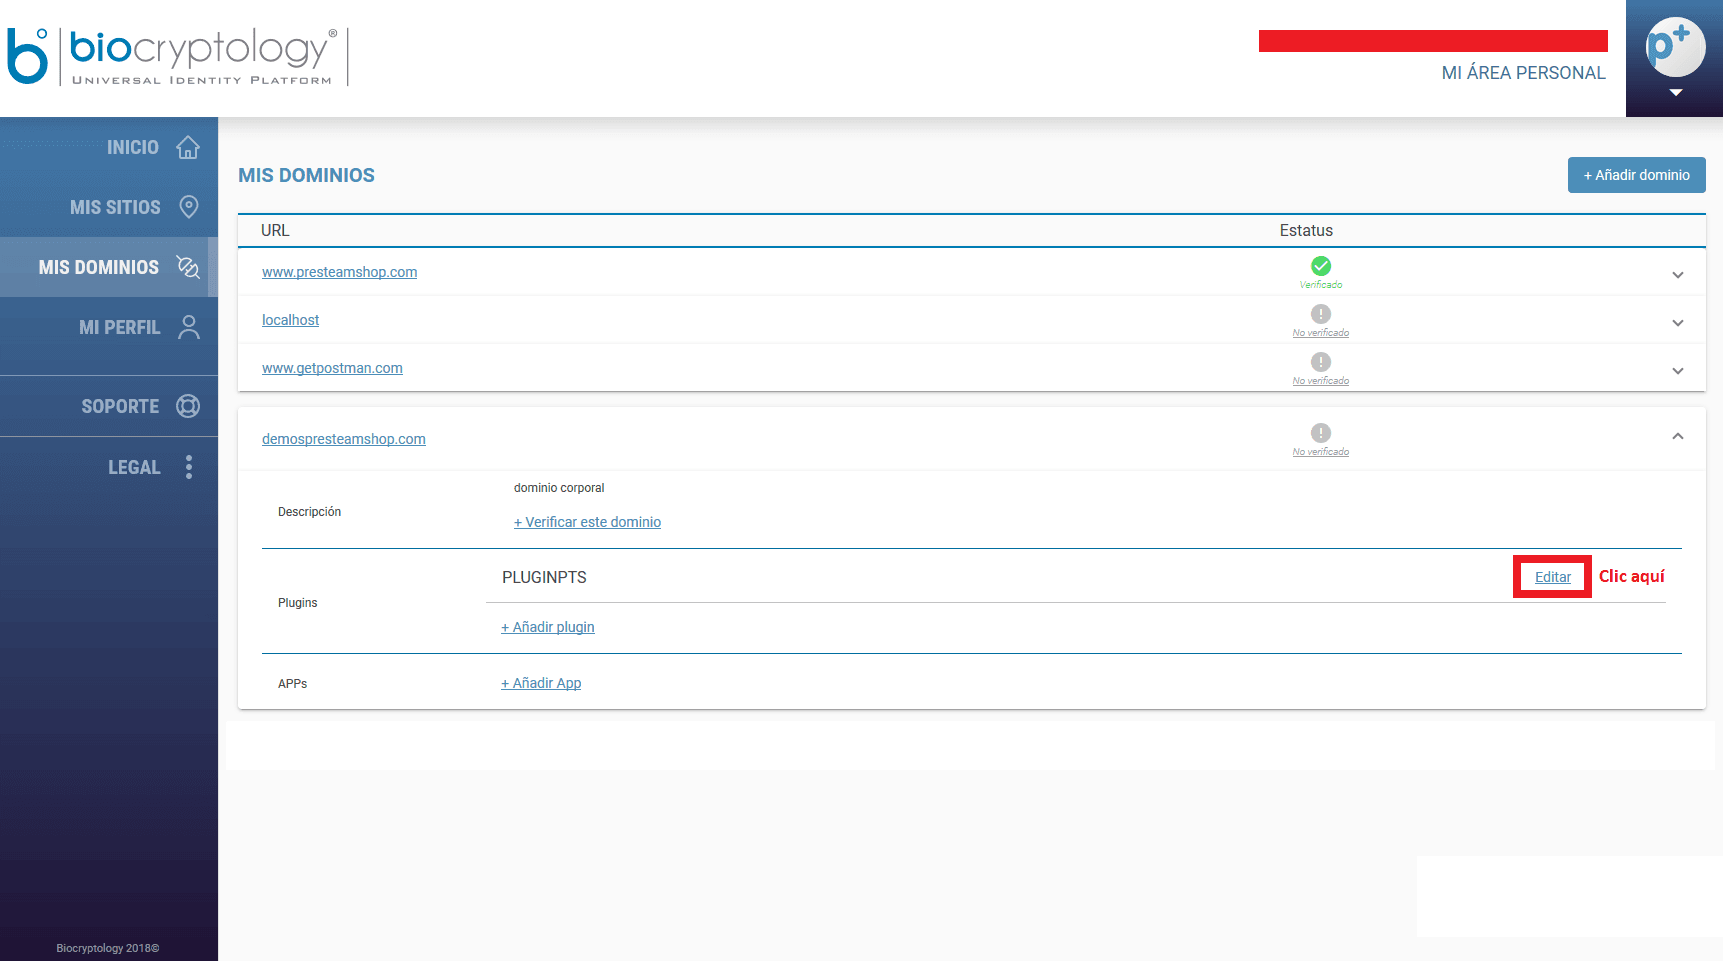 biocryptology®
UNIVERSAL IDENTITY PLATFORM
MI ÁREA PERSONAL
p+
INICIO
MIS SITIOS
MIS DOMINIOS
MI PERFIL
SOPORTE
LEGAL
Biocryptology 2018©
MIS DOMINIOS
+ Añadir dominio
URL Estatus
www.presteamshop.com
Verificado
localhost
No verificado
www.getpostman.com
No verificado
demospresteamshop.com
No verificado
Descripción
dominio corporal
+ Verificar este dominio
Plugins
PLUGINPTS
Editar
Clic aquí
+ Añadir plugin
APPs
+ Añadir App